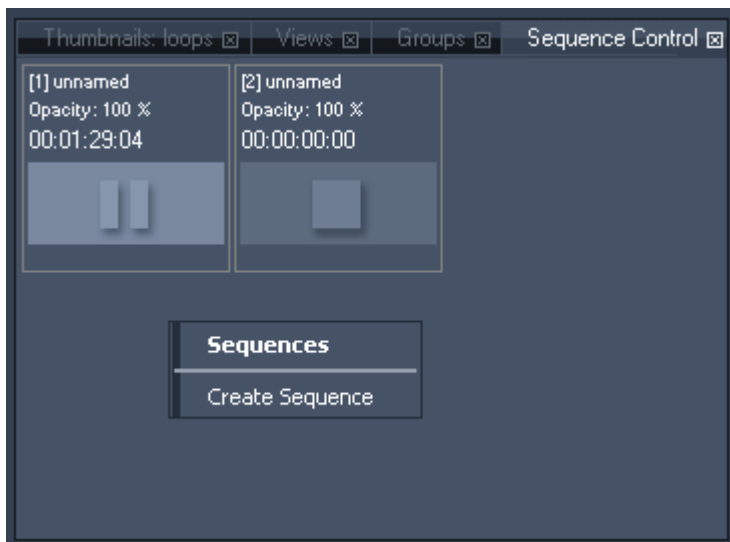 Thumbnails: loops Views Groups Sequence Control
[1] unnamed
Opacity: 100 %
00:01:29:04
[2] unnamed
Opacity: 100 %
00:00:00:00
Sequences
Create Sequence